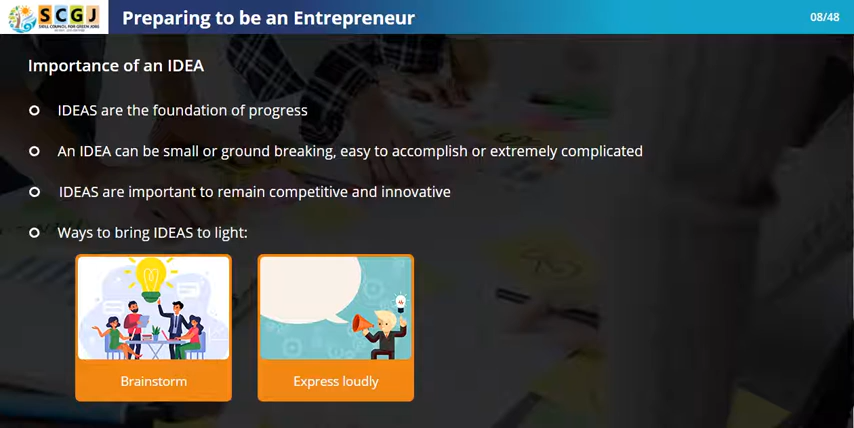 SCGJ
SKILL COUNCIL FOR GREEN JOBS
Preparing to be an Entrepreneur
08/48
Importance of an IDEA
IDEAS are the foundation of progress
An IDEA can be small or ground breaking, easy to accomplish or extremely complicated
IDEAS are important to remain competitive and innovative
Ways to bring IDEAS to light:
Brainstorm
Express loudly